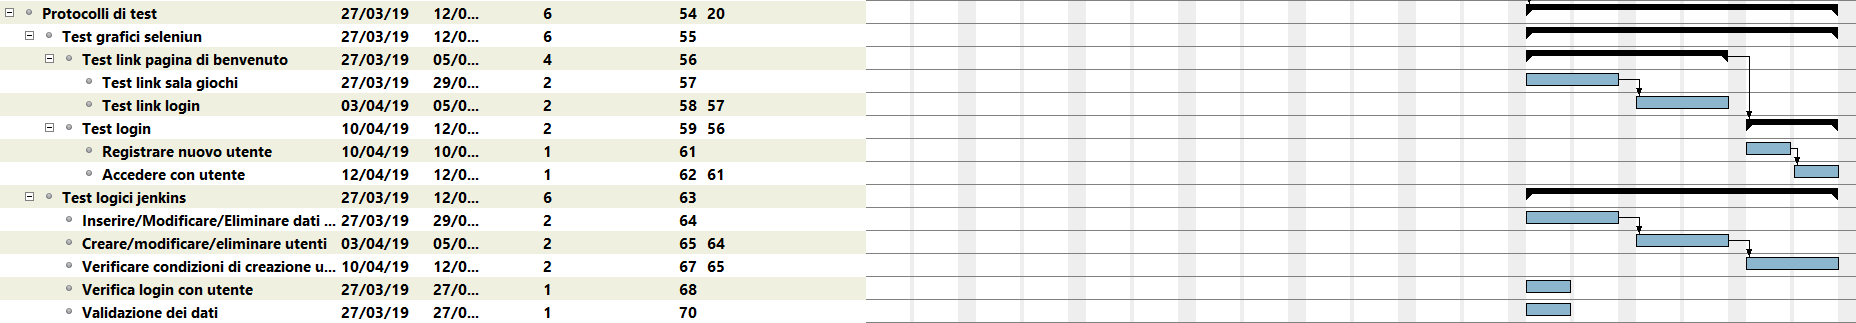 Protocolli di test 27/03/19 12/0... 6 54 20
Test grafici seleniun 27/03/19 12/0... 6 55
Test link pagina di benvenuto 27/03/19 05/0... 4 56
Test link sala giochi 27/03/19 29/0... 2 57
Test link login 03/04/19 05/0... 2 58 57
Test login 10/04/19 12/0... 2 59 56
Registrare nuovo utente 10/04/19 10/0... 1 61
Accedere con utente 12/04/19 12/0... 1 62 61
Test logici jenkins 27/03/19 12/0... 6 63
Inserire/Modificare/Eliminare dati ... 27/03/19 29/0... 2 64
Creare/modificare/eliminare utenti 03/04/19 05/0... 2 65 64
Verificare condizioni di creazione u... 10/04/19 12/0... 2 67 65
Verifica login con utente 27/03/19 27/0... 1 68
Validazione dei dati 27/03/19 27/0... 1 70